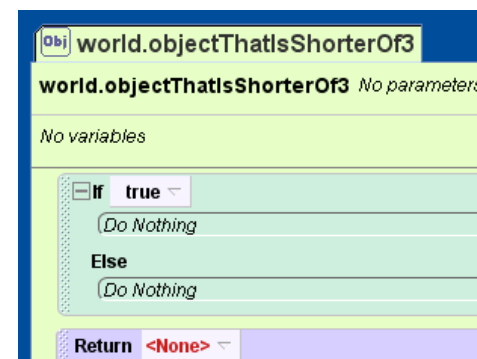 Obj world.objectThatIsShorterOf3
world.objectThatIsShorterOf3 No parameters
No variables
If true
(Do Nothing
Else
(Do Nothing
Return <None>